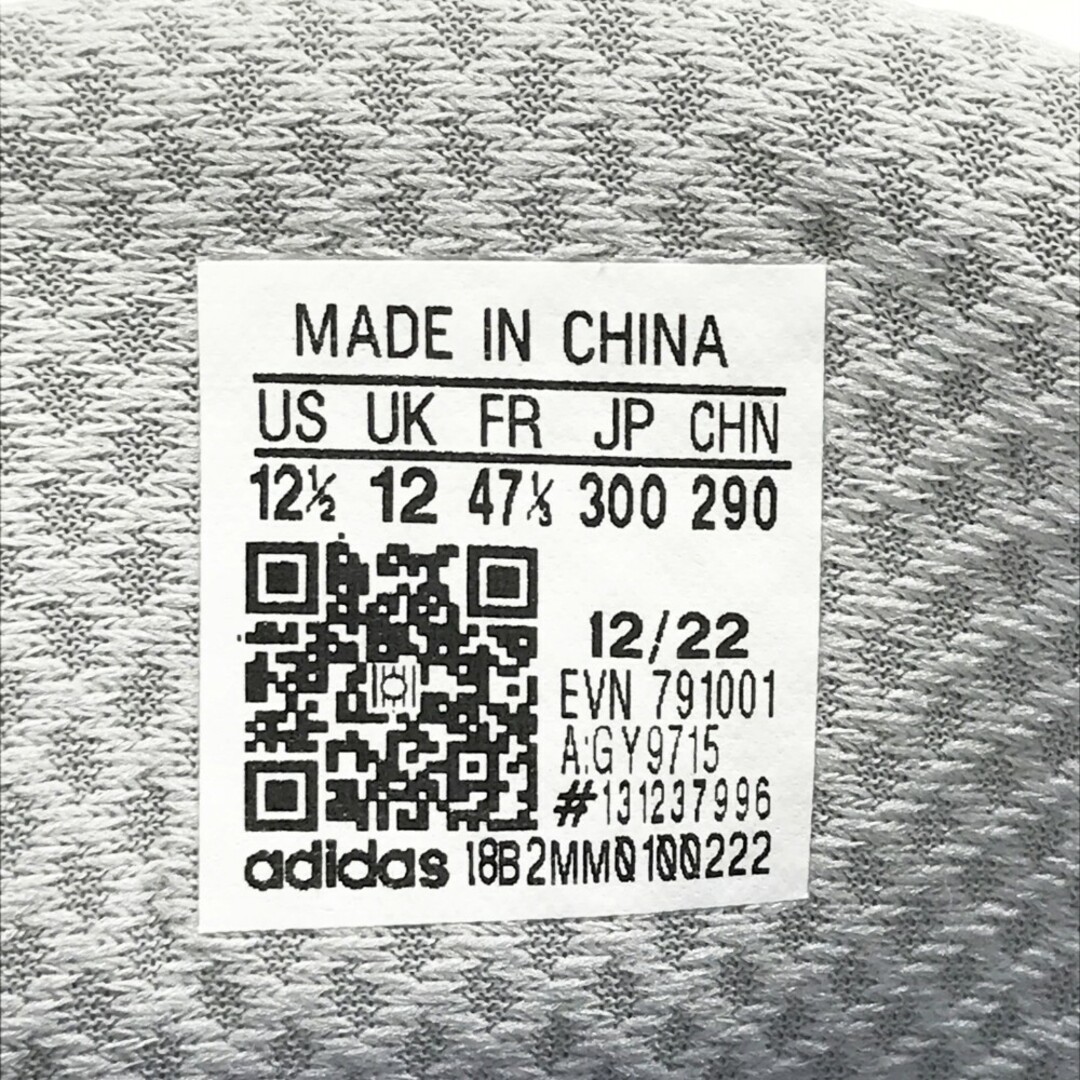 MADE IN CHINA
US UK FR JP CHN
12½ 12 47⅓ 300 290
12/22
EVN 791001
A:GY9715
#131237996
adidas 18B2MM0100222